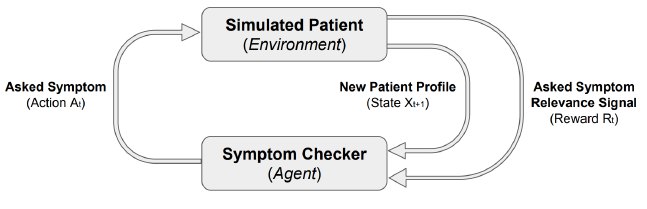 Simulated Patient
(Environment)
Asked Symptom
(Action At)
New Patient Profile
(State Xt+1)
Asked Symptom
Relevance Signal
(Reward Rt)
Symptom Checker
(Agent)